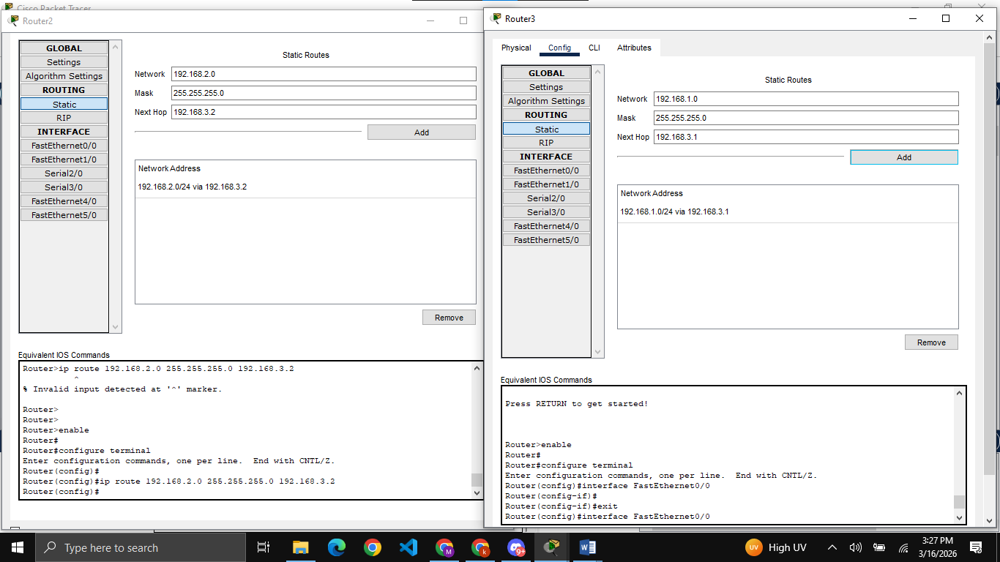 Cisco Packet Tracer
Router2
GLOBAL
Settings
Algorithm Settings
ROUTING
Static
RIP
INTERFACE
FastEthernet0/0
FastEthernet1/0
Serial2/0
Serial3/0
FastEthernet4/0
FastEthernet5/0
Static Routes
Network 192.168.2.0
Mask 255.255.255.0
Next Hop 192.168.3.2
Add
Network Address
192.168.2.0/24 via 192.168.3.2
Remove
Equivalent IOS Commands
Router>ip route 192.168.2.0 255.255.255.0 192.168.3.2
^
% Invalid input detected at '^' marker.
Router>
Router>
Router>enable
Router#
Router#configure terminal
Enter configuration commands, one per line. End with CNTL/Z.
Router(config)#
Router(config)#ip route 192.168.2.0 255.255.255.0 192.168.3.2
Router(config)#
Router3
Physical Config CLI Attributes
GLOBAL
Settings
Algorithm Settings
ROUTING
Static
RIP
INTERFACE
FastEthernet0/0
FastEthernet1/0
Serial2/0
Serial3/0
FastEthernet4/0
FastEthernet5/0
Static Routes
Network 192.168.1.0
Mask 255.255.255.0
Next Hop 192.168.3.1
Add
Network Address
192.168.1.0/24 via 192.168.3.1
Remove
Equivalent IOS Commands
Press RETURN to get started!
Router>enable
Router#
Router#configure terminal
Enter configuration commands, one per line. End with CNTL/Z.
Router(config)#interface FastEthernet0/0
Router(config-if)#
Router(config-if)#exit
Router(config)#interface FastEthernet0/0
Type here to search
M
k
9+
UV
High UV
3:27 PM
3/16/2026